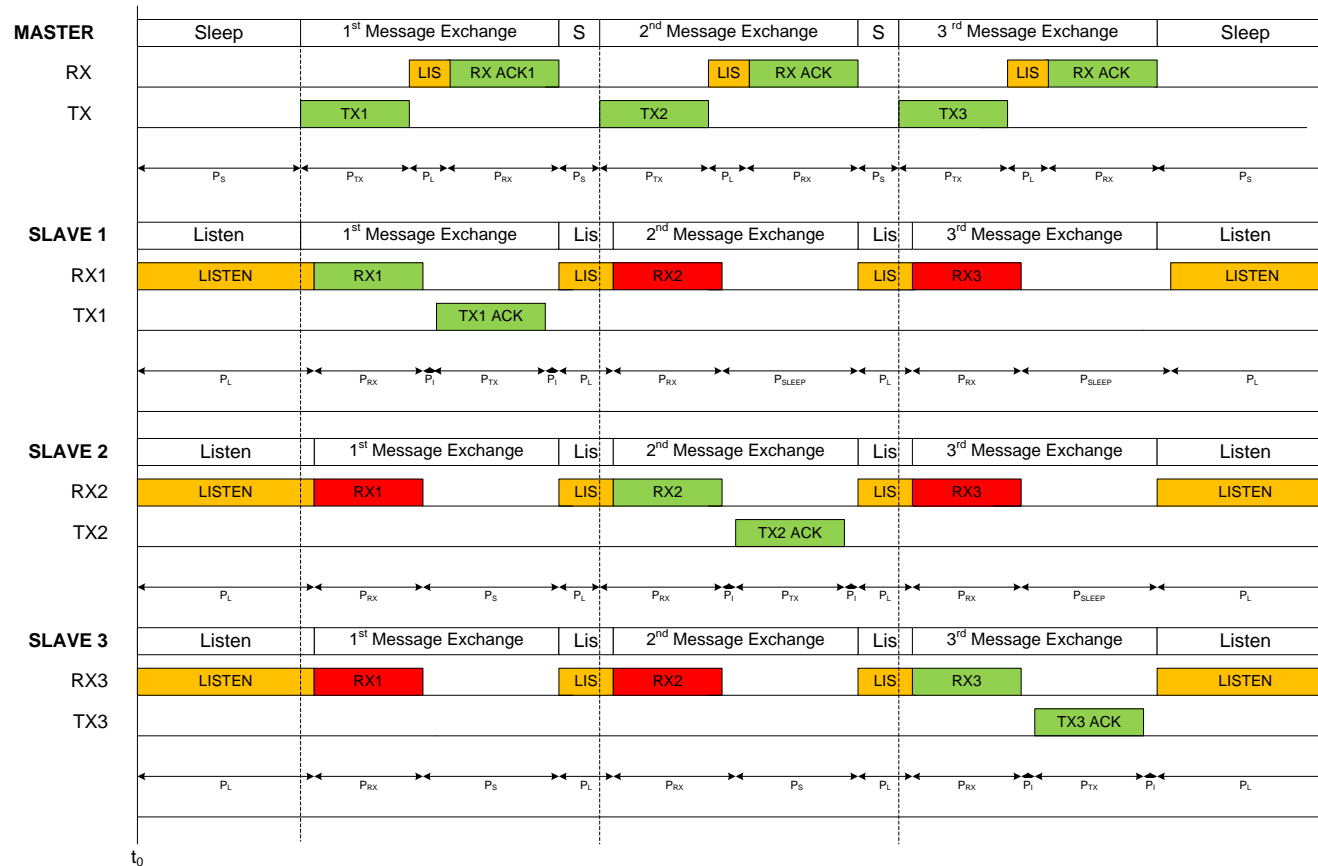 MASTER Sleep 1st Message Exchange S 2nd Message Exchange S 3 rd Message Exchange Sleep
RX LIS RX ACK1 LIS RX ACK LIS RX ACK
TX TX1 TX2 TX3
PS PTX PL PRX PS PTX PL PRX PS PTX PL PRX PS
SLAVE 1 Listen 1st Message Exchange Lis 2nd Message Exchange Lis 3rd Message Exchange Listen
RX1 LISTEN RX1 LIS RX2 LIS RX3 LISTEN
TX1 TX1 ACK
PL PRX PI PTX PI PL PRX PSLEEP PL PRX PSLEEP PL
SLAVE 2 Listen 1st Message Exchange Lis 2nd Message Exchange Lis 3rd Message Exchange Listen
RX2 LISTEN RX1 LIS RX2 LIS RX3 LISTEN
TX2 TX2 ACK
PL PRX PS PL PRX PI PTX PI PL PRX PSLEEP PL
SLAVE 3 Listen 1st Message Exchange Lis 2nd Message Exchange Lis 3rd Message Exchange Listen
RX3 LISTEN RX1 LIS RX2 LIS RX3 LISTEN
TX3 TX3 ACK
PL PRX PS PL PRX PS PL PRX PI PTX PI PL
t0